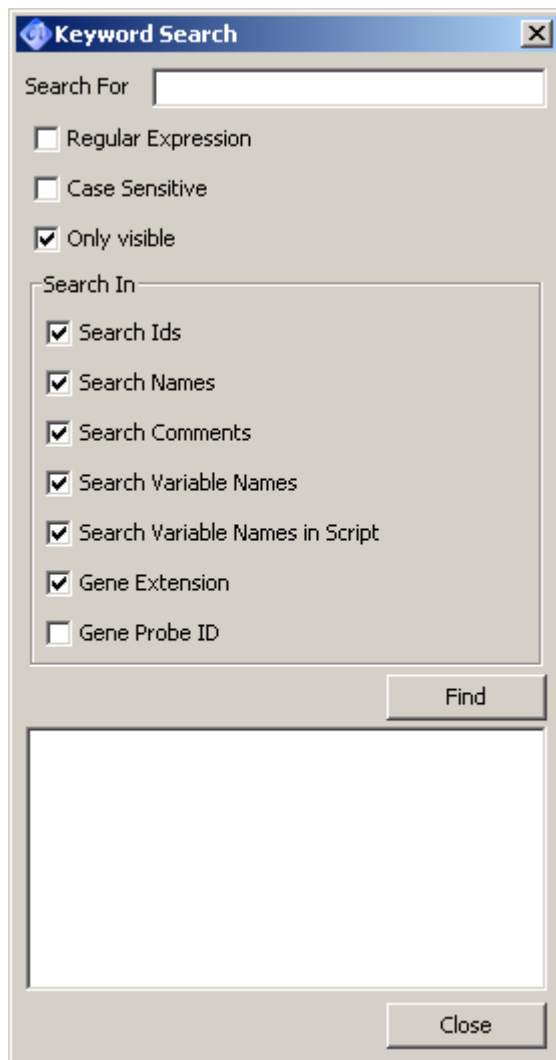 Keyword Search
Search For
Regular Expression
Case Sensitive
Only visible
Search In
Search Ids
Search Names
Search Comments
Search Variable Names
Search Variable Names in Script
Gene Extension
Gene Probe ID
Find
Close